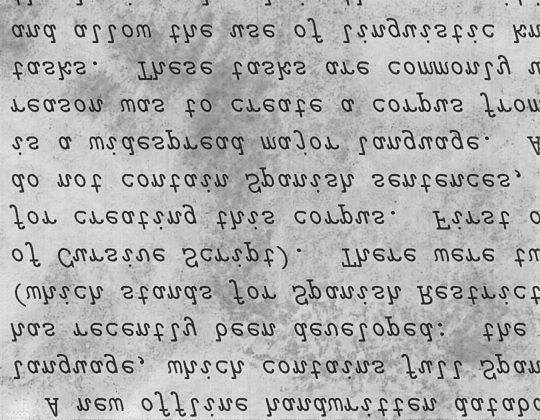 A new offline handwritten databa
language, which contains full Span
has recently been developed: the
(which stands for Spanish Restrict
of Cursive Script). There were tw
for creating this corpus. First o
do not contain Spanish sentences,
is a widespread major language. A
reason was to create a corpus from
tasks. These tasks are commonly u
and allow the use of linguistic kn